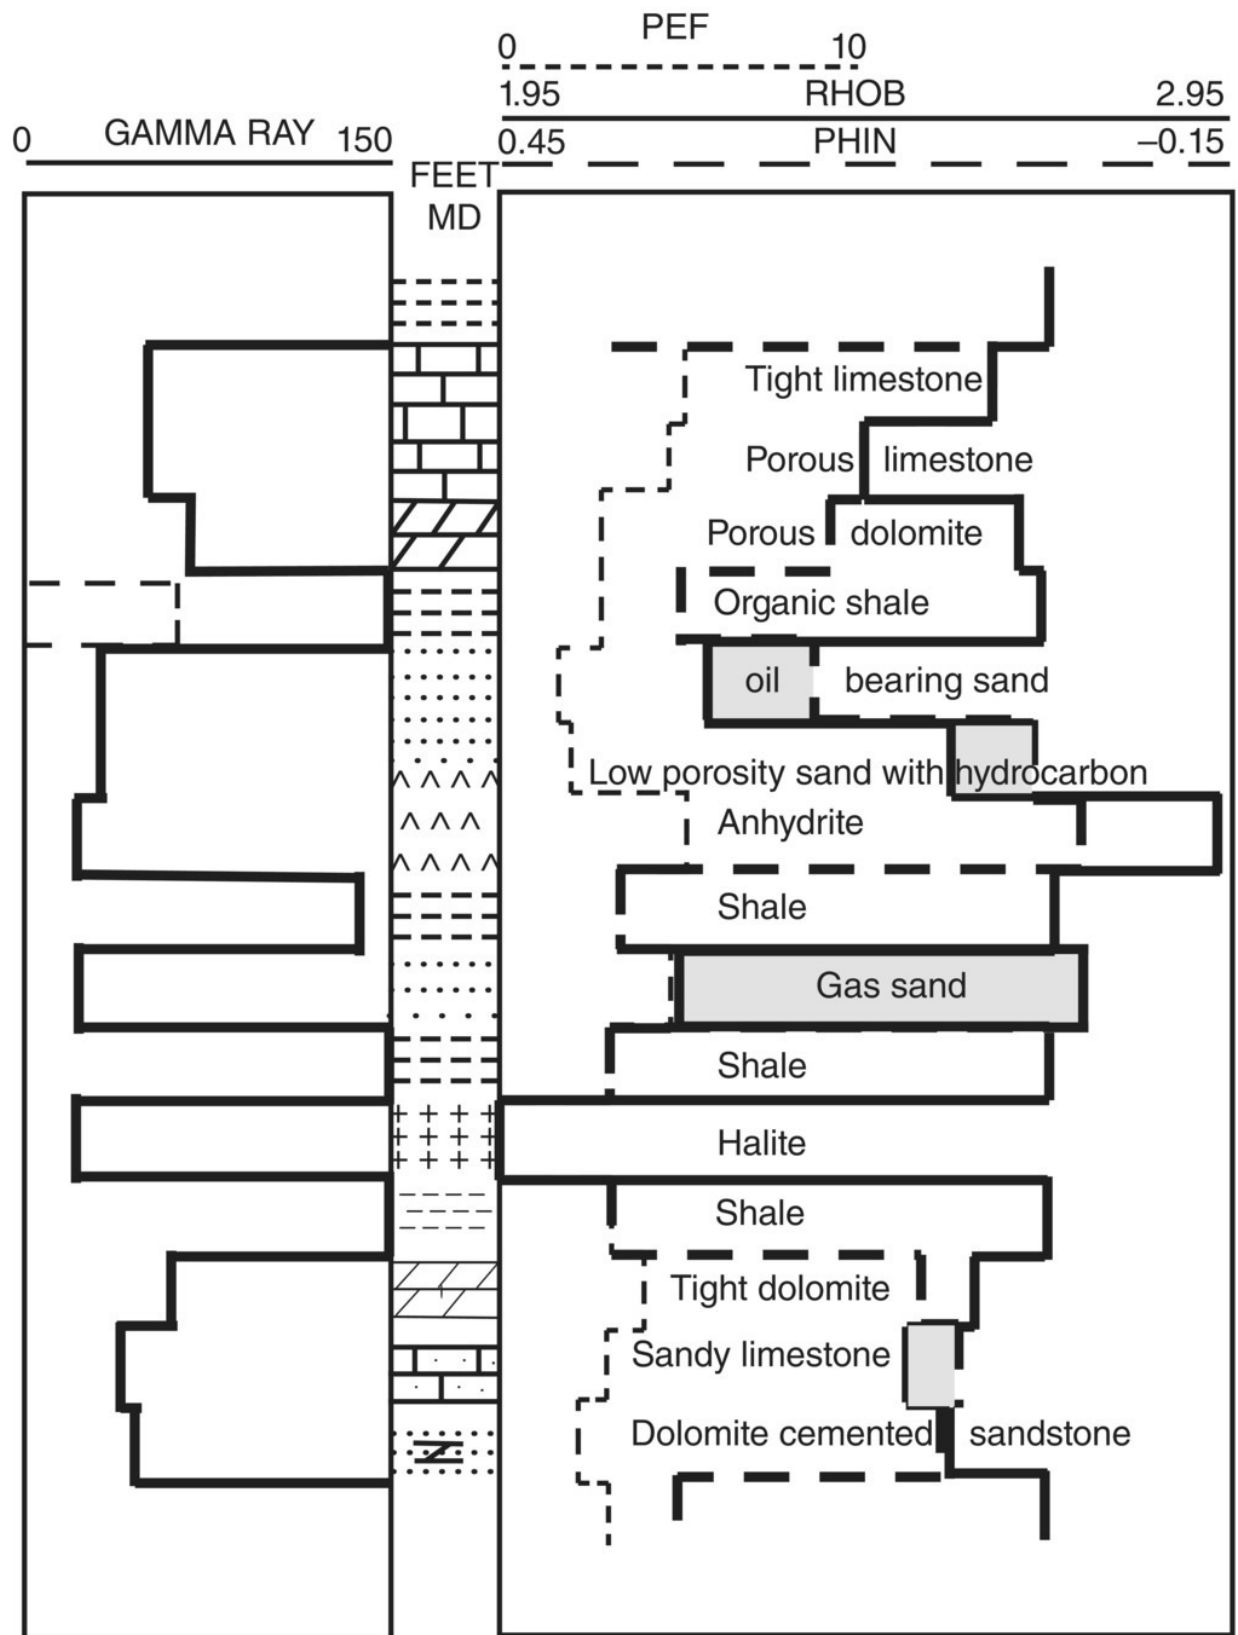 PEF
0 10
1.95 RHOB 2.95
0 GAMMA RAY 150
0.45 PHIN −0.15
FEET
MD
Tight limestone
Porous limestone
Porous dolomite
Organic shale
oil bearing sand
Low porosity sand with hydrocarbon
Anhydrite
Shale
Gas sand
Shale
Halite
Shale
Tight dolomite
Sandy limestone
Dolomite cemented sandstone